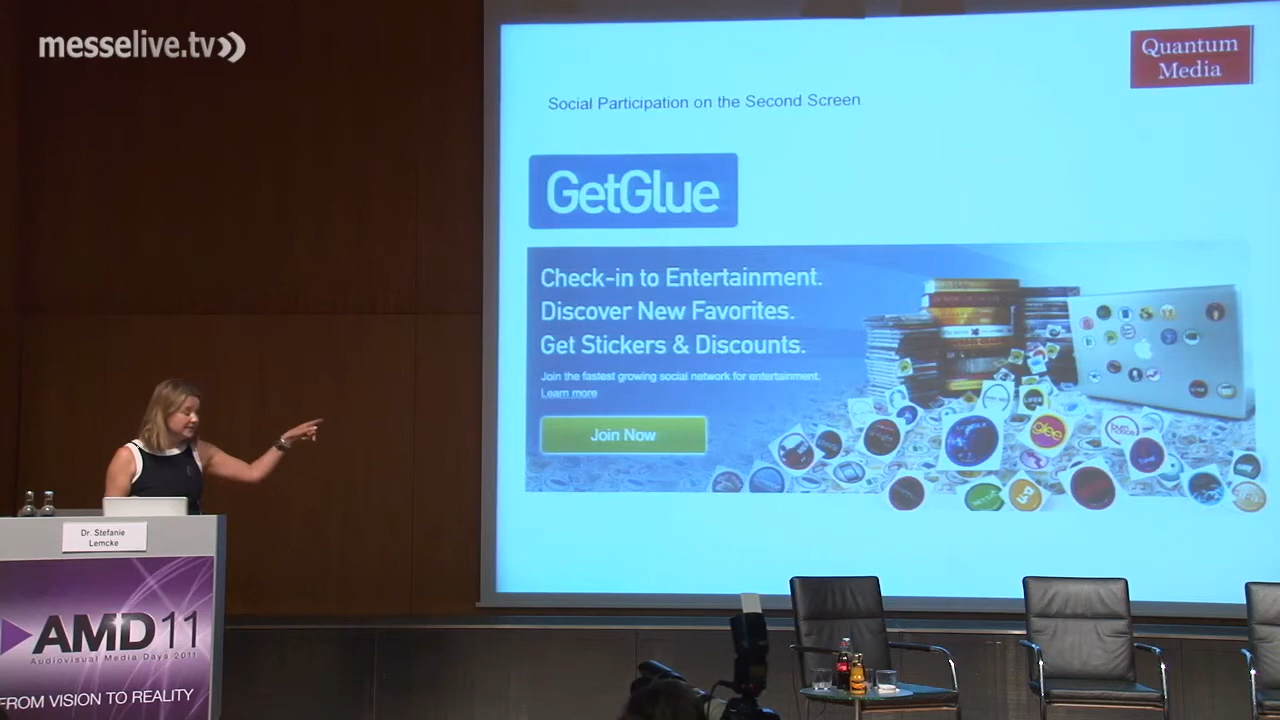 messelive.tv
Quantum
Media
Social Participation on the Second Screen
GetGlue
Check-in to Entertainment.
Discover New Favorites.
Get Stickers & Discounts.
Join the fastest growing social network for entertainment.
Learn more
Join Now
glee
Dr. Stefanie
Lemcke
AMD11
Audiovisual Media Days 2011
FROM VISION TO REALITY